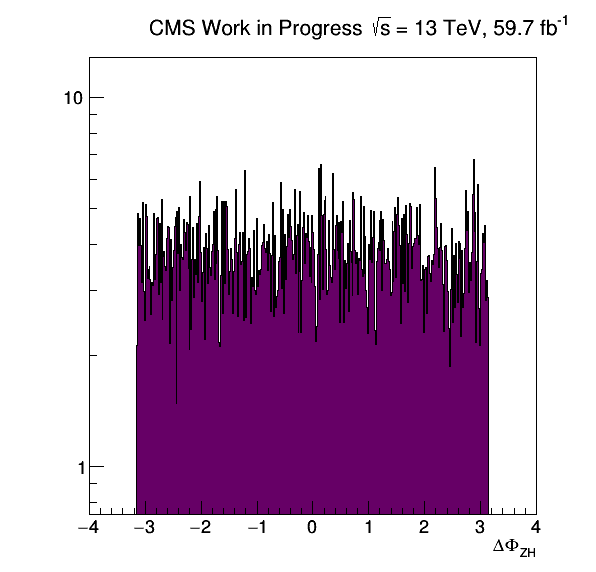 CMS Work in Progress √s = 13 TeV, 59.7 fb⁻¹
10
1
−4 −3 −2 −1 0 1 2 3 4
ΔΦ_ZH